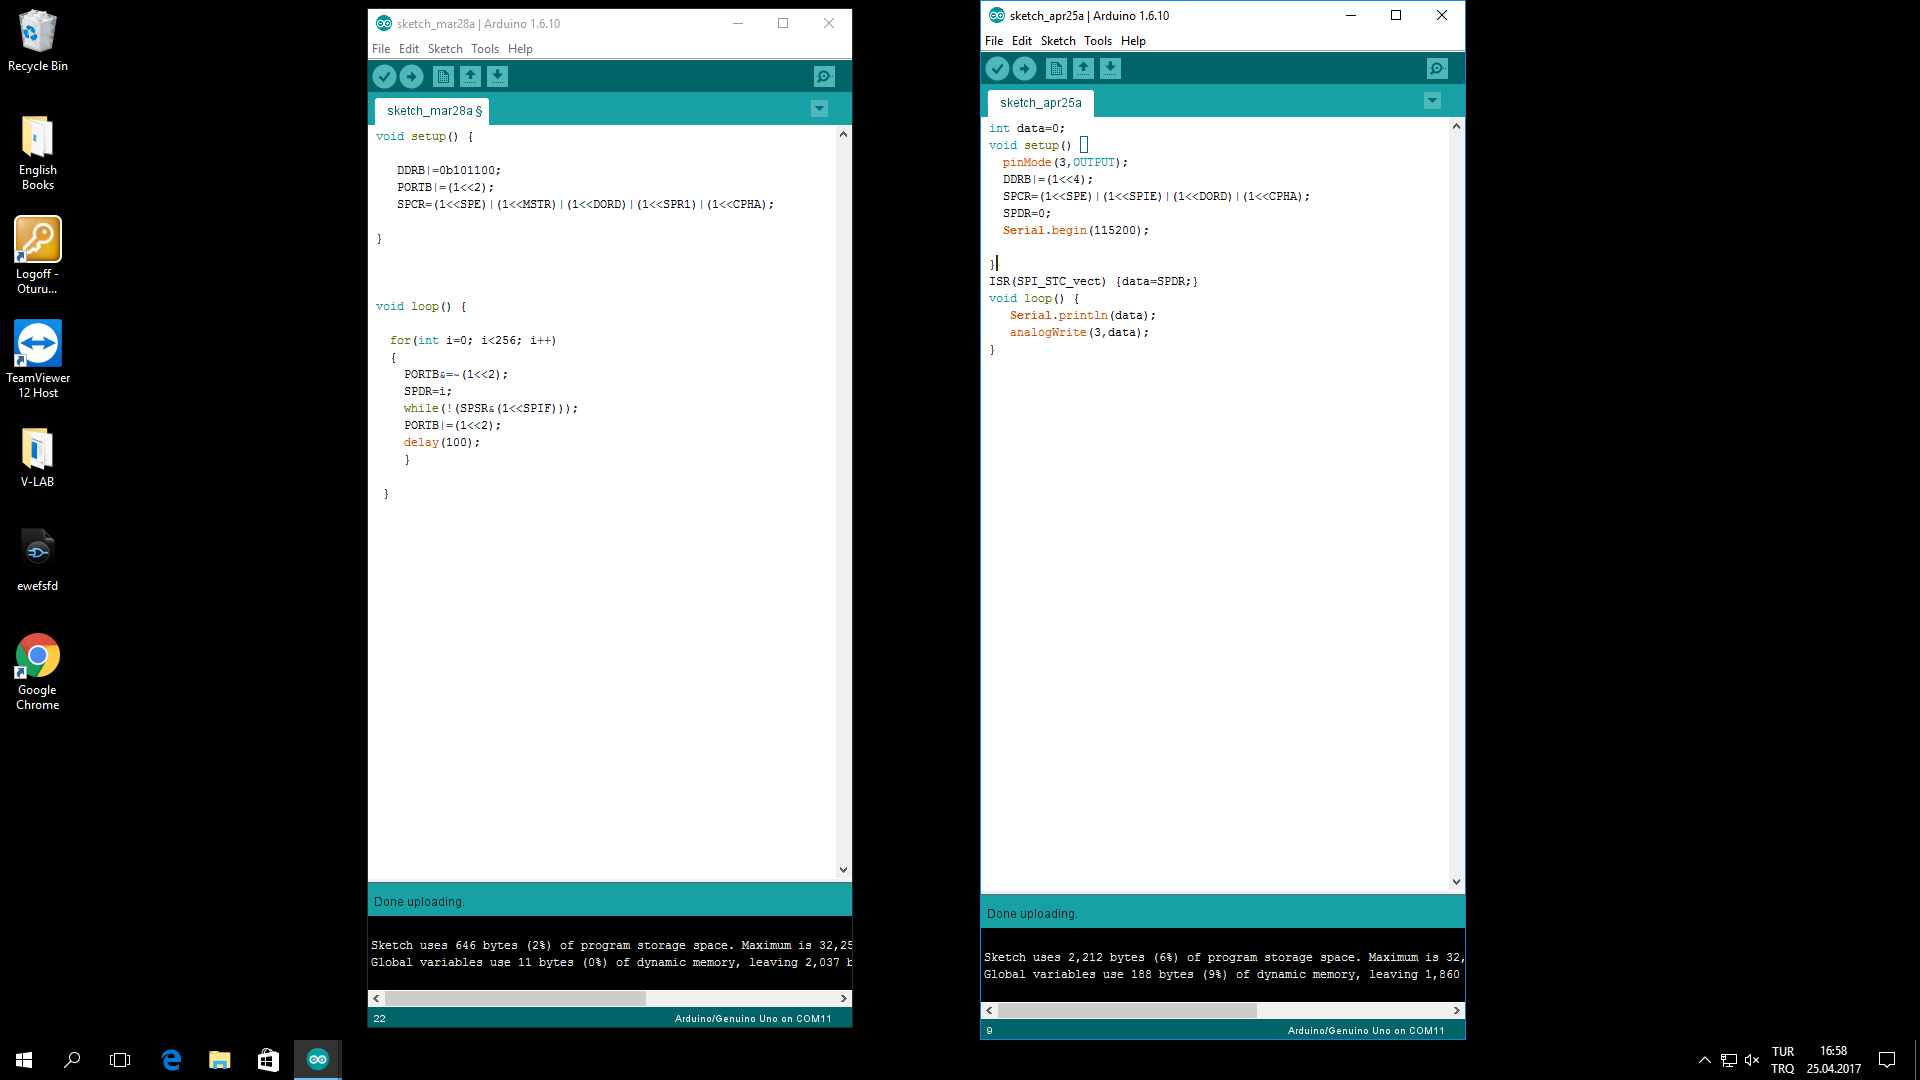 Recycle Bin
English
Books
Logoff -
Oturu...
TeamViewer
12 Host
V-LAB
ewefsfd
Google
Chrome
sketch_mar28a | Arduino 1.6.10
File Edit Sketch Tools Help
sketch_mar28a §
void setup() {
DDRB|=0b101100;
PORTB|=(1<<2);
SPCR=(1<<SPE)|(1<<MSTR)|(1<<DORD)|(1<<SPR1)|(1<<CPHA);
}
void loop() {
for(int i=0; i<256; i++)
{
PORTB&=~(1<<2);
SPDR=i;
while(!(SPSR&(1<<SPIF)));
PORTB|=(1<<2);
delay(100);
}
}
Done uploading.
Sketch uses 646 bytes (2%) of program storage space. Maximum is 32,25
Global variables use 11 bytes (0%) of dynamic memory, leaving 2,037 b
22
Arduino/Genuino Uno on COM11
sketch_apr25a | Arduino 1.6.10
File Edit Sketch Tools Help
sketch_apr25a
int data=0;
void setup() {
pinMode(3,OUTPUT);
DDRB|=(1<<4);
SPCR=(1<<SPE)|(1<<SPIE)|(1<<DORD)|(1<<CPHA);
SPDR=0;
Serial.begin(115200);
}
ISR(SPI_STC_vect) {data=SPDR;}
void loop() {
Serial.println(data);
analogWrite(3,data);
}
Done uploading.
Sketch uses 2,212 bytes (6%) of program storage space. Maximum is 32,
Global variables use 188 bytes (9%) of dynamic memory, leaving 1,860
9
Arduino/Genuino Uno on COM11
TUR
TRQ
16:58
25.04.2017